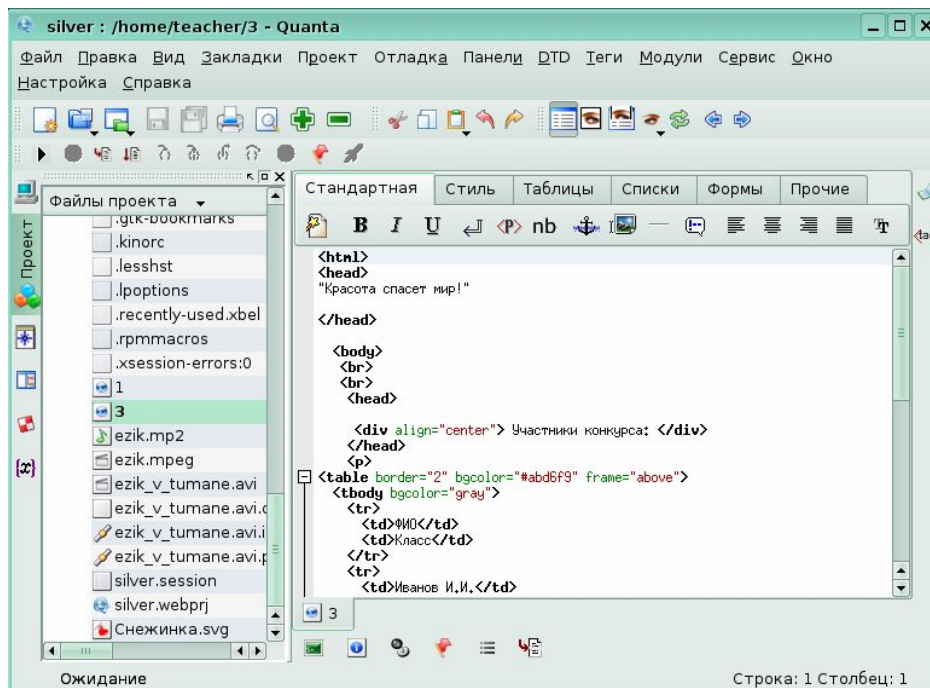 silver : /home/teacher/3 - Quanta
Файл Правка Вид Закладки Проект Отладка Панели DTD Теги Модули Сервис Окно
Настройка Справка
Файлы проекта
Проект
.gtk-bookmarks
.kinorc
.lesshst
.lpoptions
.recently-used.xbel
.rpmmacros
.xsession-errors:0
1
3
ezik.mp2
ezik.mpeg
ezik_v_tumane.avi
ezik_v_tumane.avi.
ezik_v_tumane.avi.i
ezik_v_tumane.avi.p
silver.session
silver.webprj
Снежинка.svg
Стандартная Стиль Таблицы Списки Формы Прочие
B I U <P> nb
<html>
<head>
"Красота спасет мир!"
</head>
<body>
<br>
<br>
<head>
<div align="center"> Участники конкурса: </div>
</head>
<p>
<table border="2" bgcolor="#abd6f9" frame="above">
<tbody bgcolor="gray">
<tr>
<td>ФИО</td>
<td>Класс</td>
</tr>
<tr>
<td>Иванов И.И.</td>
3
Ожидание
Строка: 1 Столбец: 1